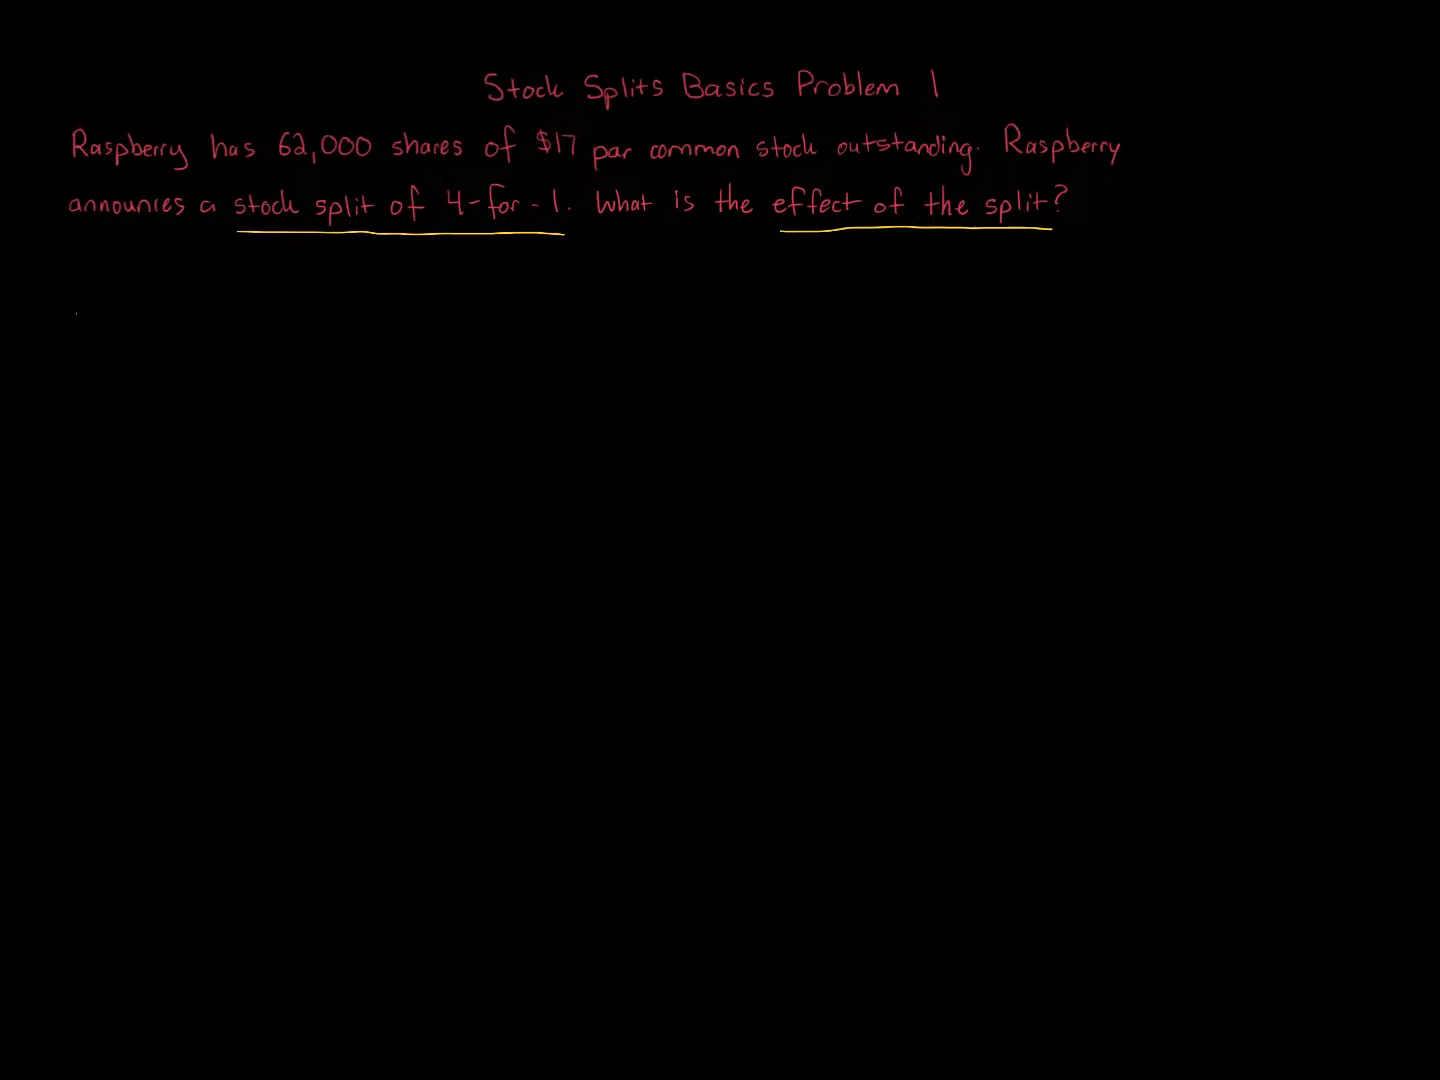 Stock Splits Basics Problem 1
Raspberry has 62,000 shares of $17 par common stock outstanding. Raspberry
announces a stock split of 4-for-1. What is the effect of the split?